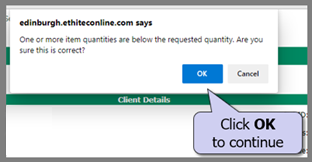 edinburgh.ethiteconline.com says
One or more item quantities are below the requested quantity. Are you
sure this is correct?
OK
Cancel
Client Details
Click OK
to continue